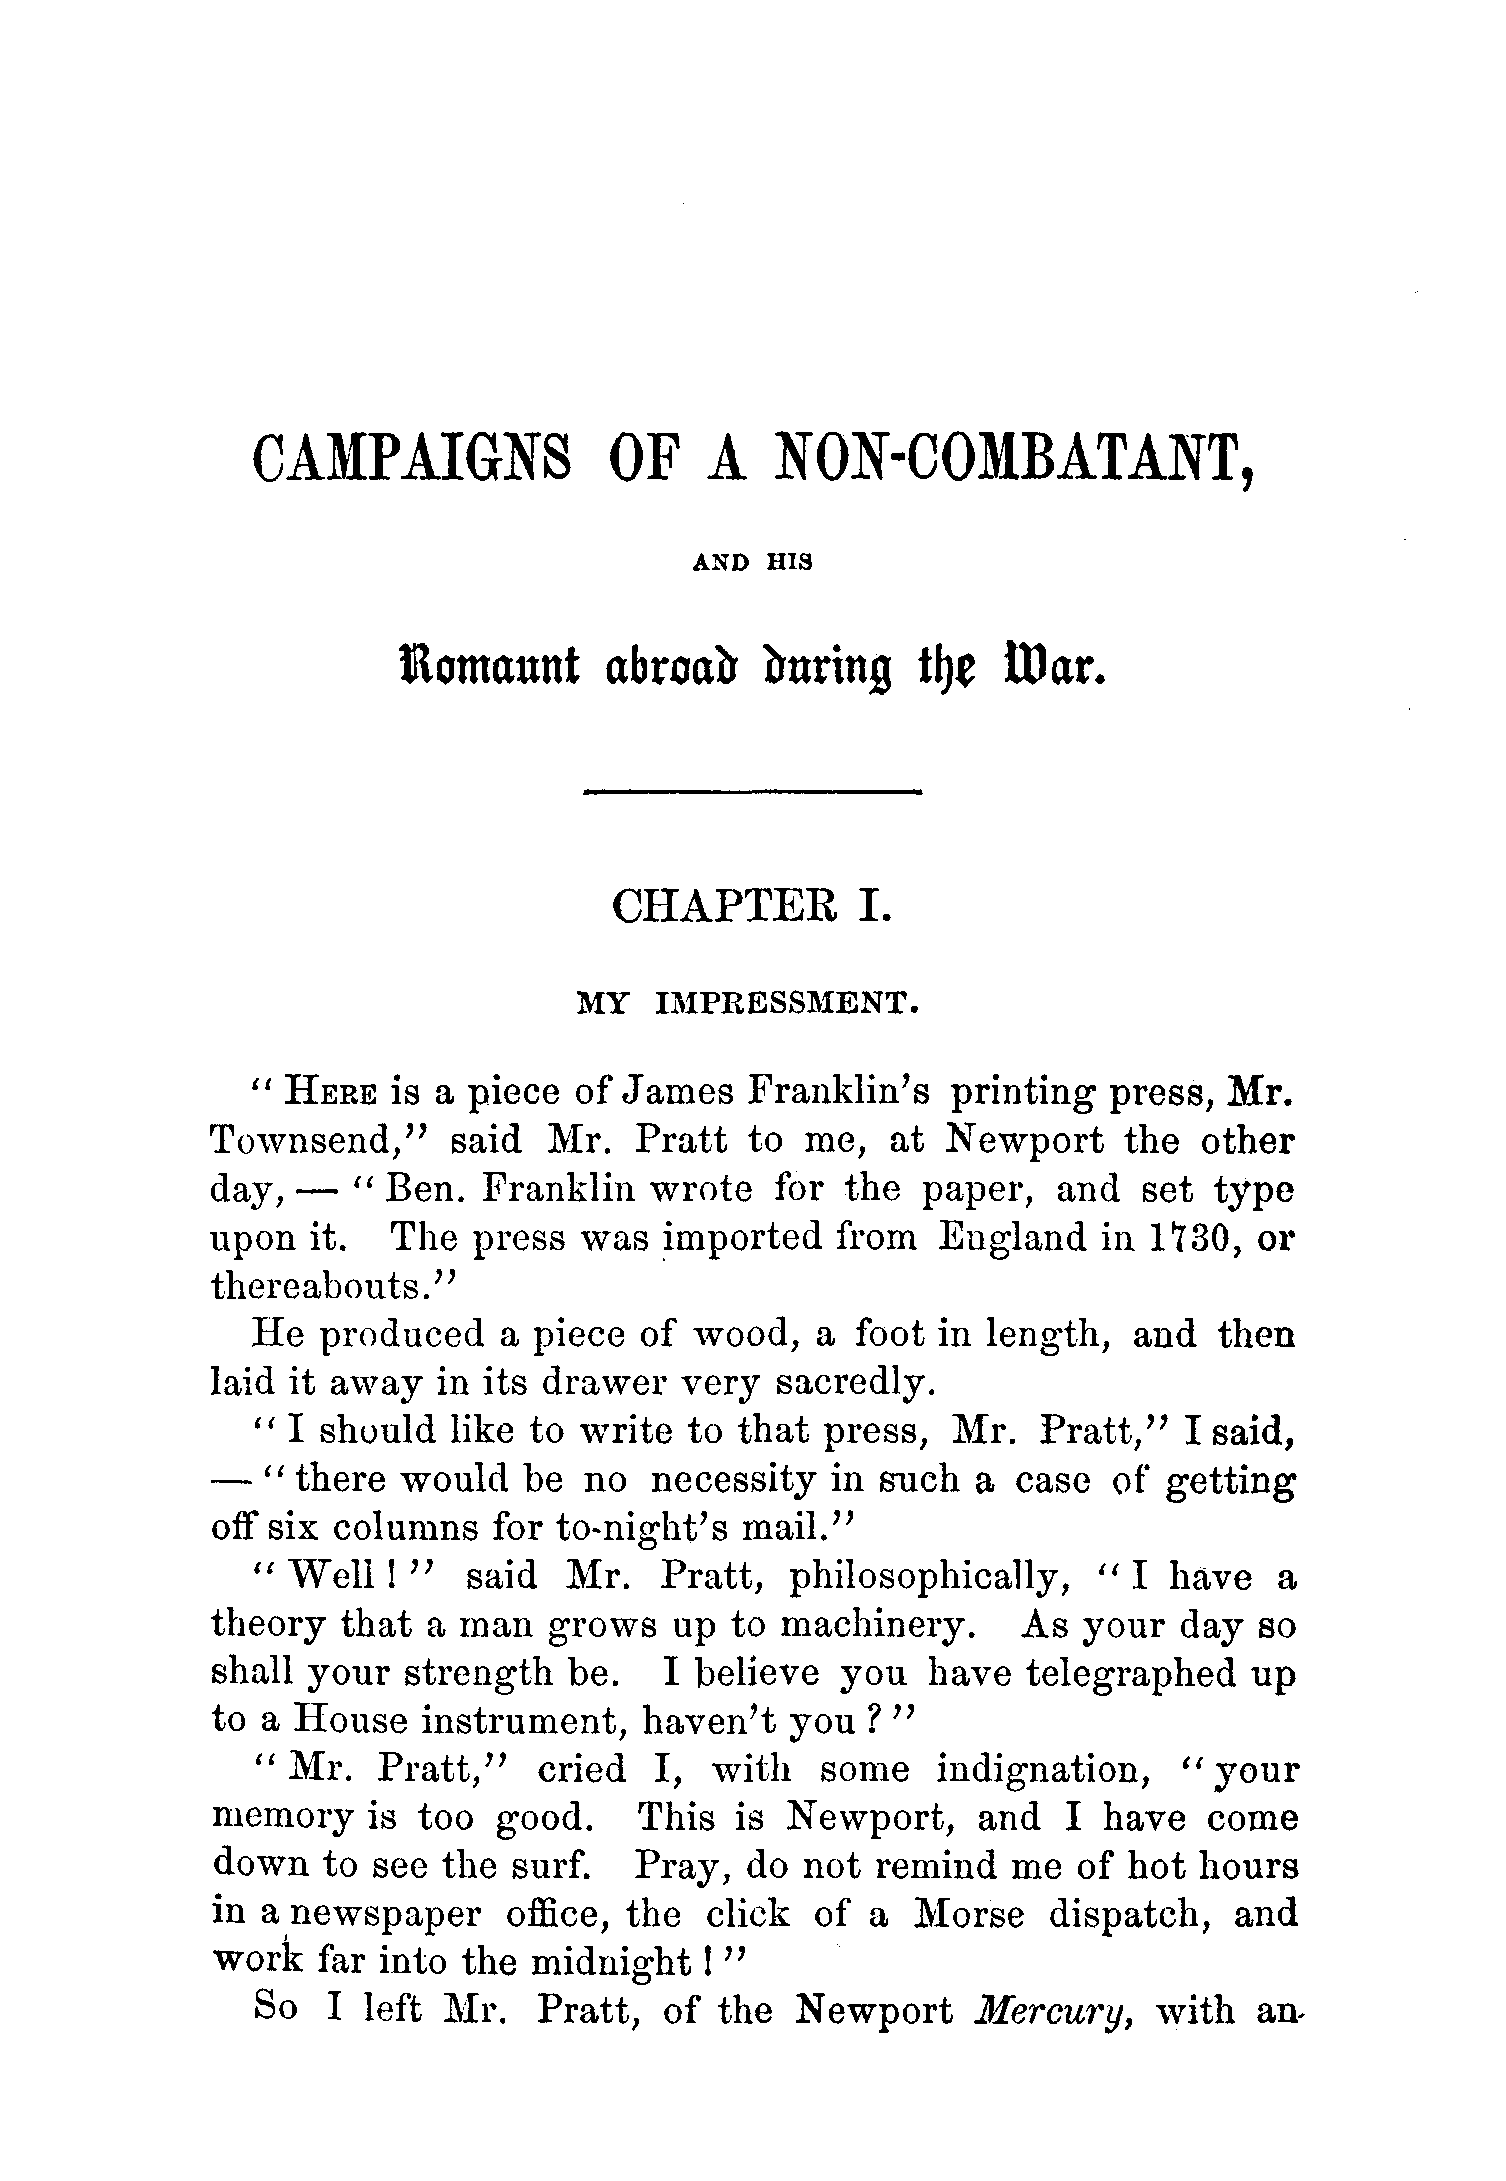 CAMPAIGNS OF A NON-COMBATANT,
AND HIS
Romaunt abroad during the War.
CHAPTER I.
MY IMPRESSMENT.
" HERE is a piece of James Franklin's printing press, Mr.
Townsend," said Mr. Pratt to me, at Newport the other
day, — " Ben. Franklin wrote for the paper, and set type
upon it. The press was imported from England in 1730, or
thereabouts."
He produced a piece of wood, a foot in length, and then
laid it away in its drawer very sacredly.
" I should like to write to that press, Mr. Pratt," I said,
— " there would be no necessity in such a case of getting
off six columns for to-night's mail."
" Well ! " said Mr. Pratt, philosophically, " I have a
theory that a man grows up to machinery. As your day so
shall your strength be. I believe you have telegraphed up
to a House instrument, haven't you ? "
" Mr. Pratt," cried I, with some indignation, " your
memory is too good. This is Newport, and I have come
down to see the surf. Pray, do not remind me of hot hours
in a newspaper office, the click of a Morse dispatch, and
work far into the midnight ! "
So I left Mr. Pratt, of the Newport Mercury, with an-